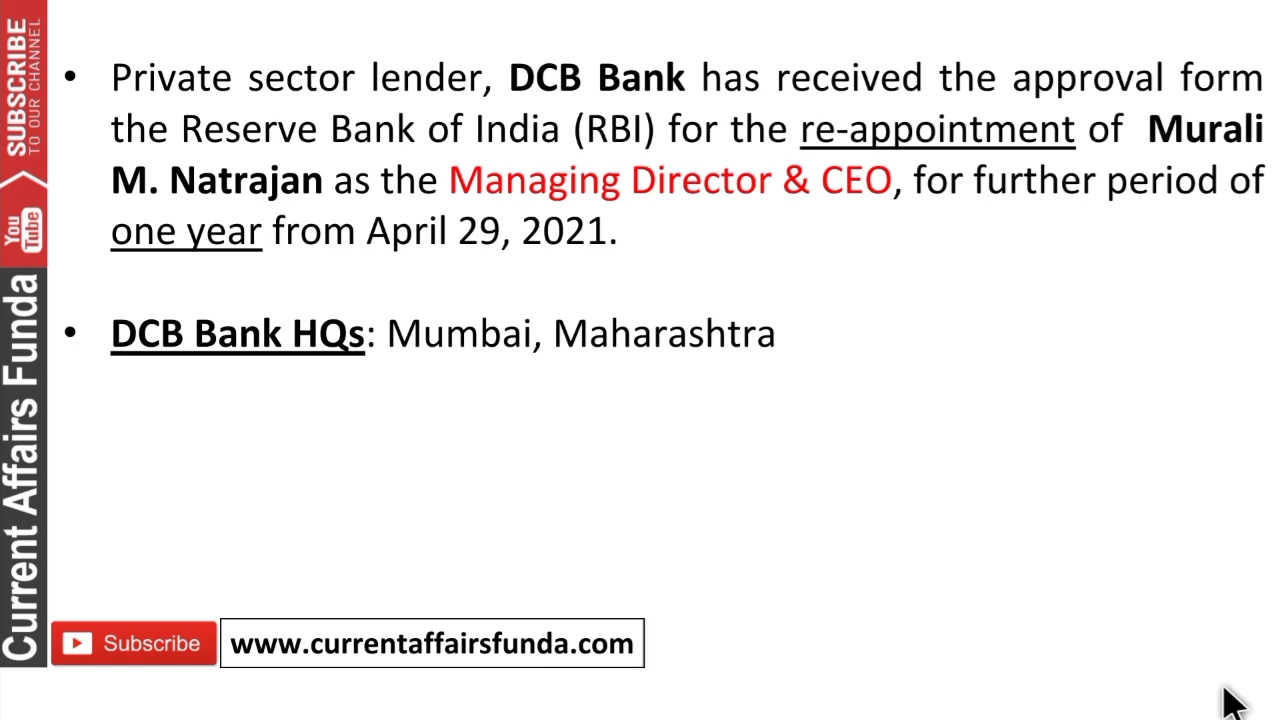 SUBSCRIBE
TO OUR CHANNEL
You
Tube
Current Affairs Funda
• Private sector lender, DCB Bank has received the approval form
the Reserve Bank of India (RBI) for the re-appointment of Murali
M. Natrajan as the Managing Director & CEO, for further period of
one year from April 29, 2021.
• DCB Bank HQs: Mumbai, Maharashtra
Subscribe
www.currentaffairsfunda.com